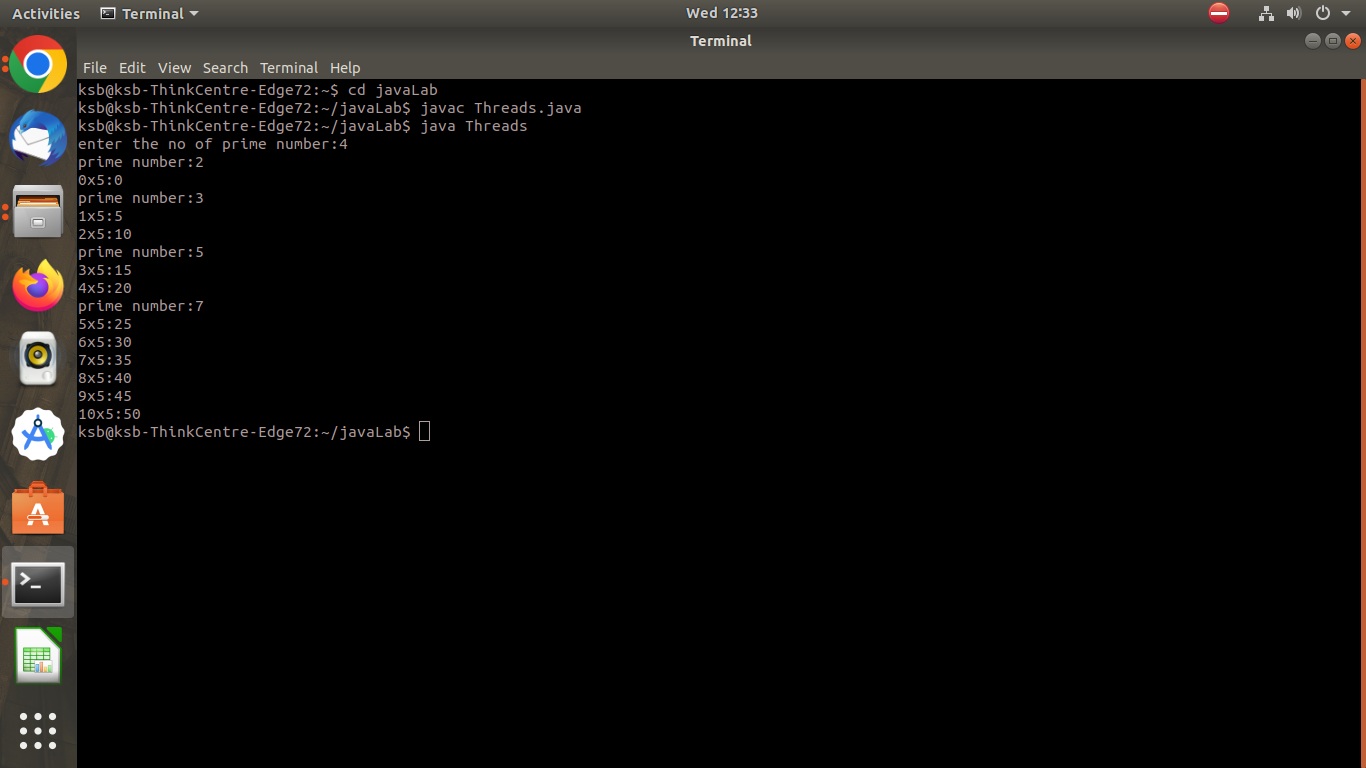 Activities Terminal Wed 12:33
Terminal
File Edit View Search Terminal Help
ksb@ksb-ThinkCentre-Edge72:~$ cd javaLab
ksb@ksb-ThinkCentre-Edge72:~/javaLab$ javac Threads.java
ksb@ksb-ThinkCentre-Edge72:~/javaLab$ java Threads
enter the no of prime number:4
prime number:2
0x5:0
prime number:3
1x5:5
2x5:10
prime number:5
3x5:15
4x5:20
prime number:7
5x5:25
6x5:30
7x5:35
8x5:40
9x5:45
10x5:50
ksb@ksb-ThinkCentre-Edge72:~/javaLab$